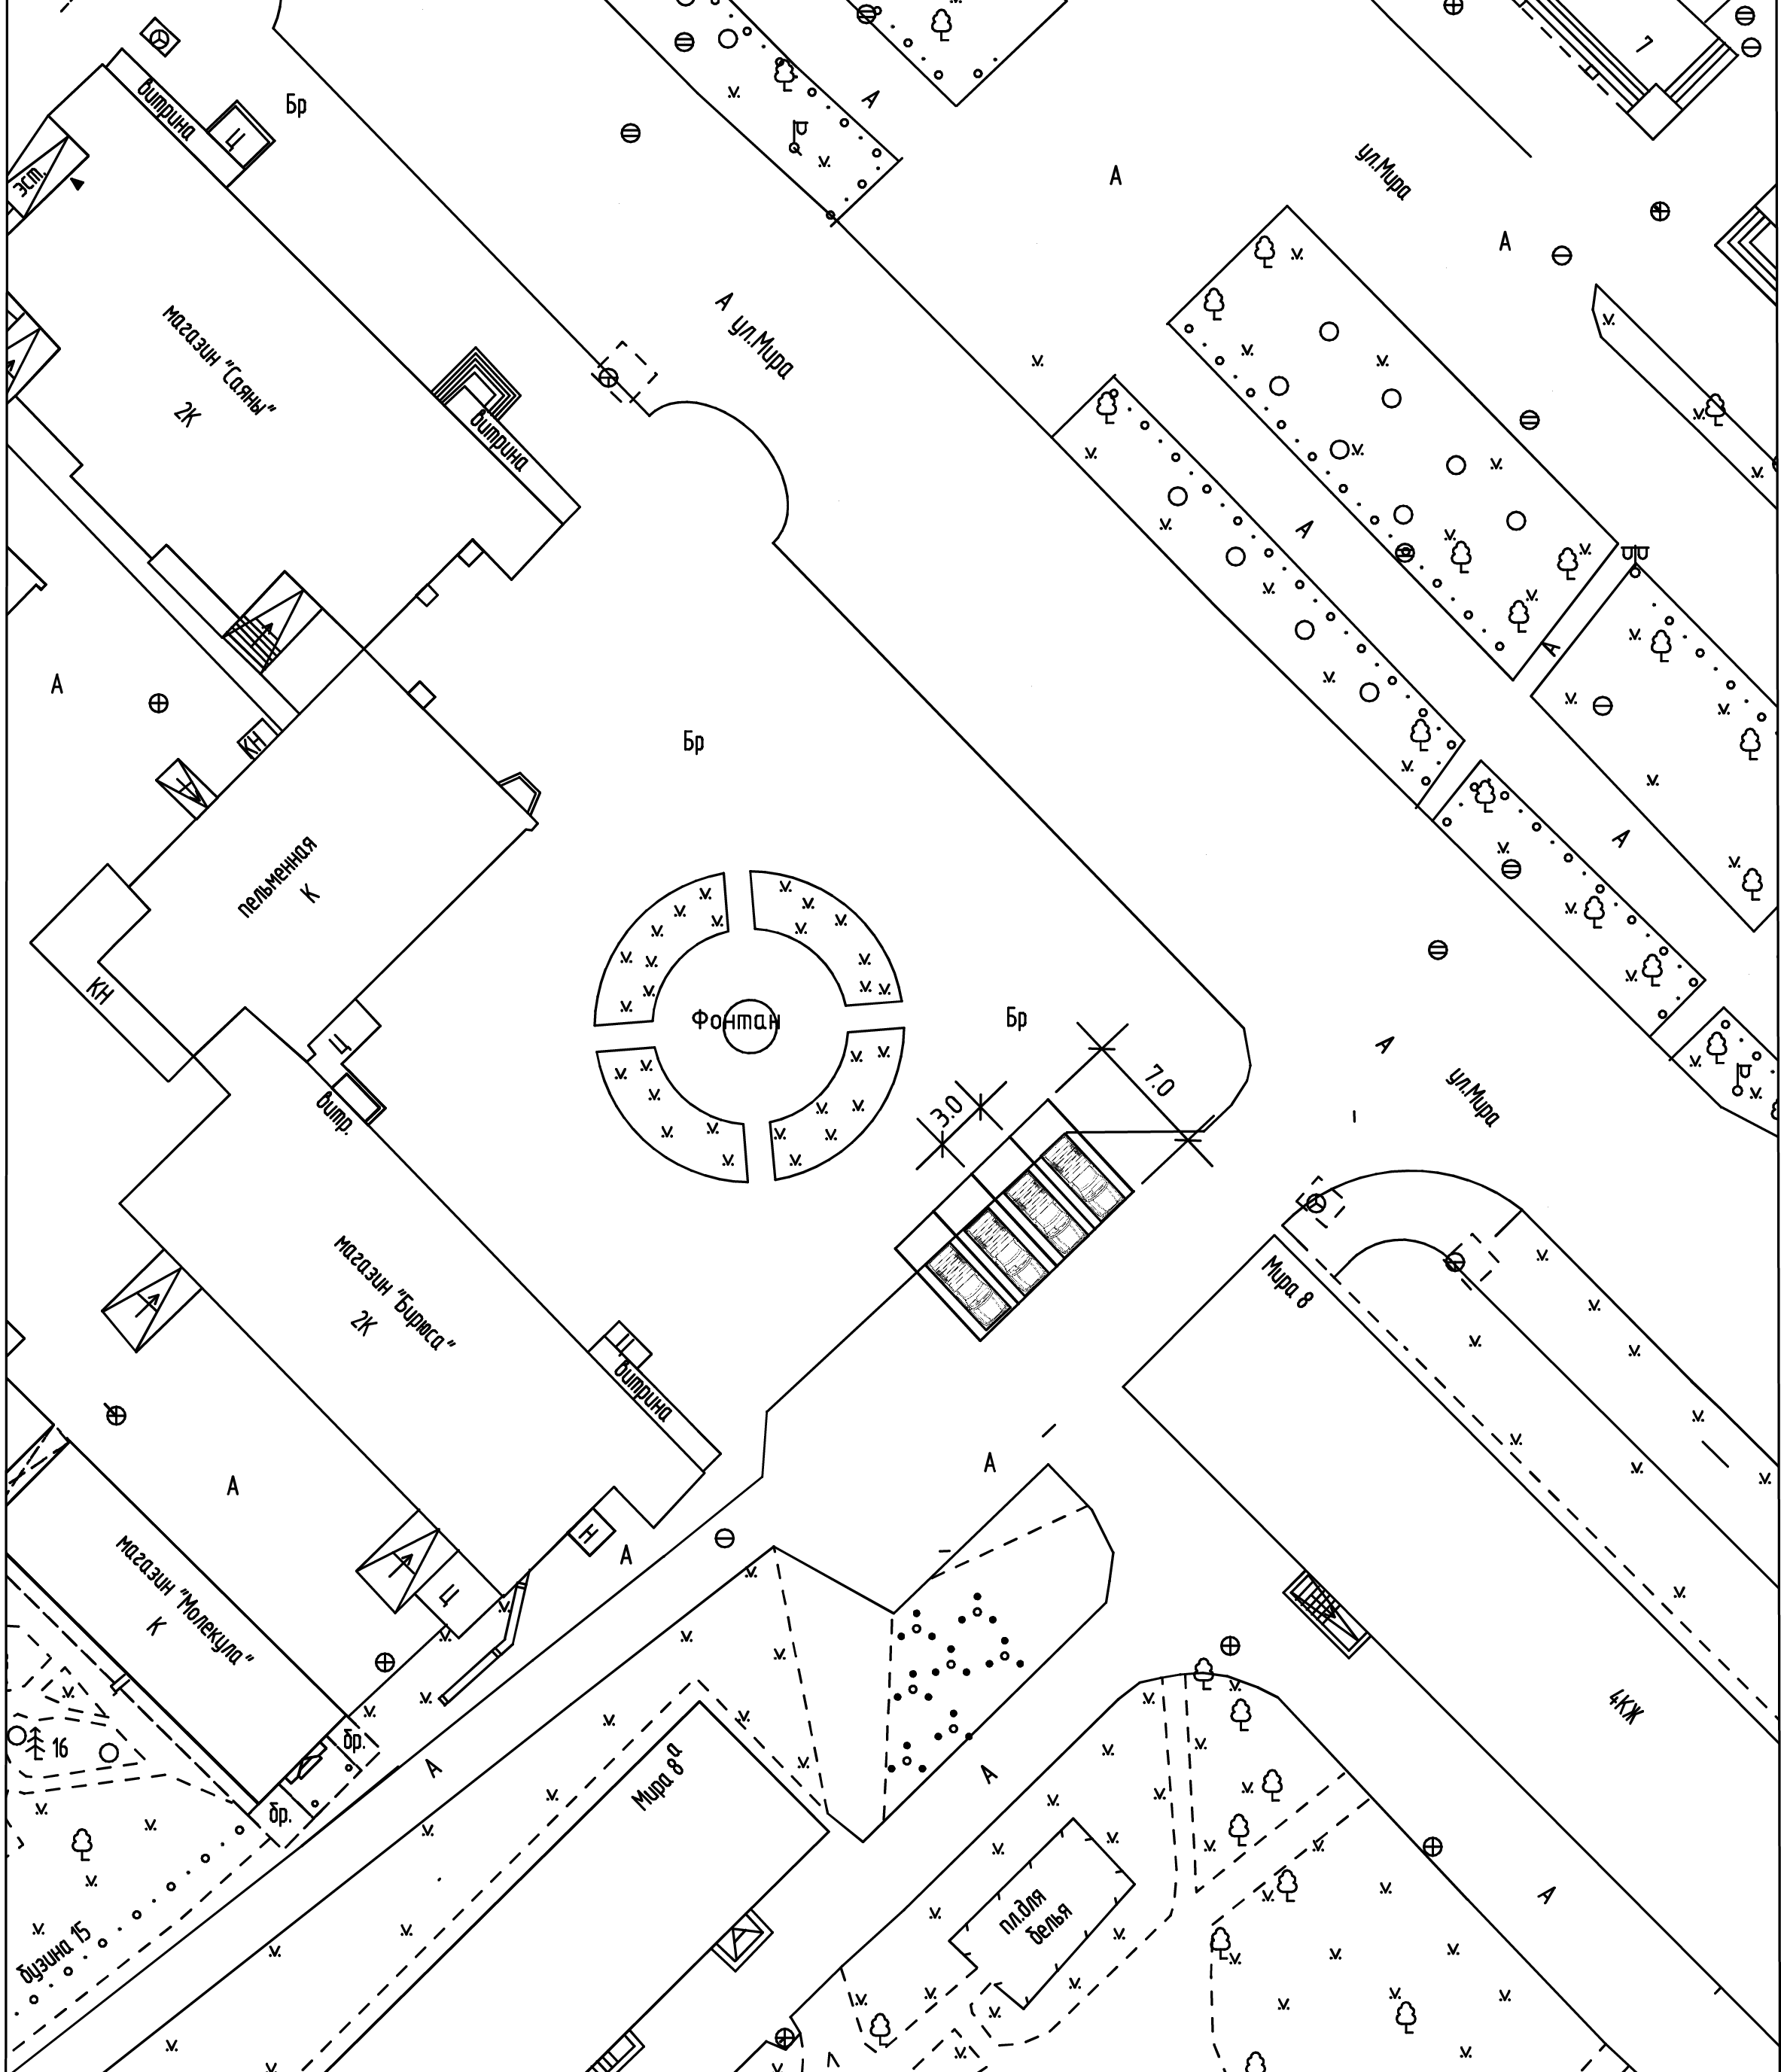 7
витрина
Бр
Ц
эст.
А
ул.Мира
А
А
А
ул.Мира
магазин "Саяны"
2К
витрина
А
А
А
КН
Бр
А
пельменная
К
КН
Фонтан
Бр
Ц
А
7.0
3.0
ул.Мира
витр.
магазин "Бирюса"
2К
Мира 8
витрина
А
А
Н
А
магазин "Молекула"
К
Ц
4КЖ
16
бр.
А
Мира 8а
А
бр.
А
пл.для
белья
бузина 15